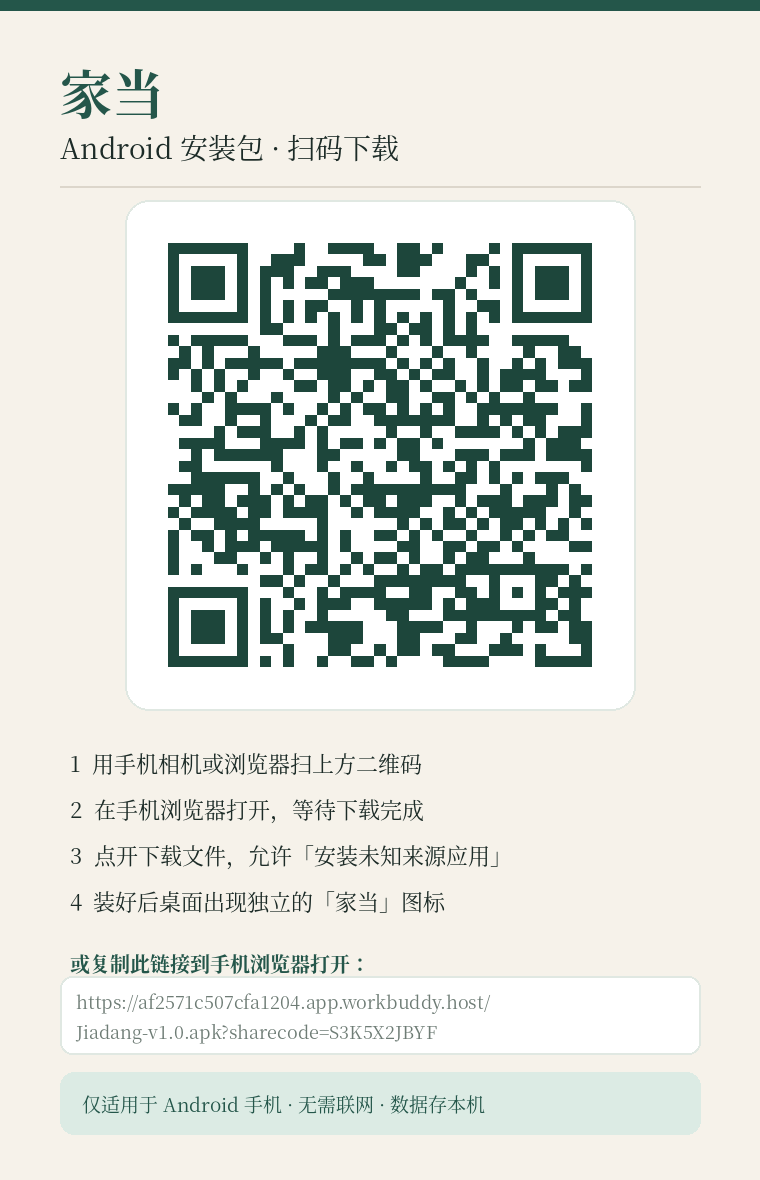 家当
Android 安装包 · 扫码下载
1 用手机相机或浏览器扫上方二维码
2 在手机浏览器打开，等待下载完成
3 点开下载文件，允许「安装未知来源应用」
4 装好后桌面出现独立的「家当」图标
或复制此链接到手机浏览器打开：
https://af2571c507cfa1204.app.workbuddy.host/
Jiadang-v1.0.apk?sharecode=S3K5X2JBYF
仅适用于 Android 手机 · 无需联网 · 数据存本机